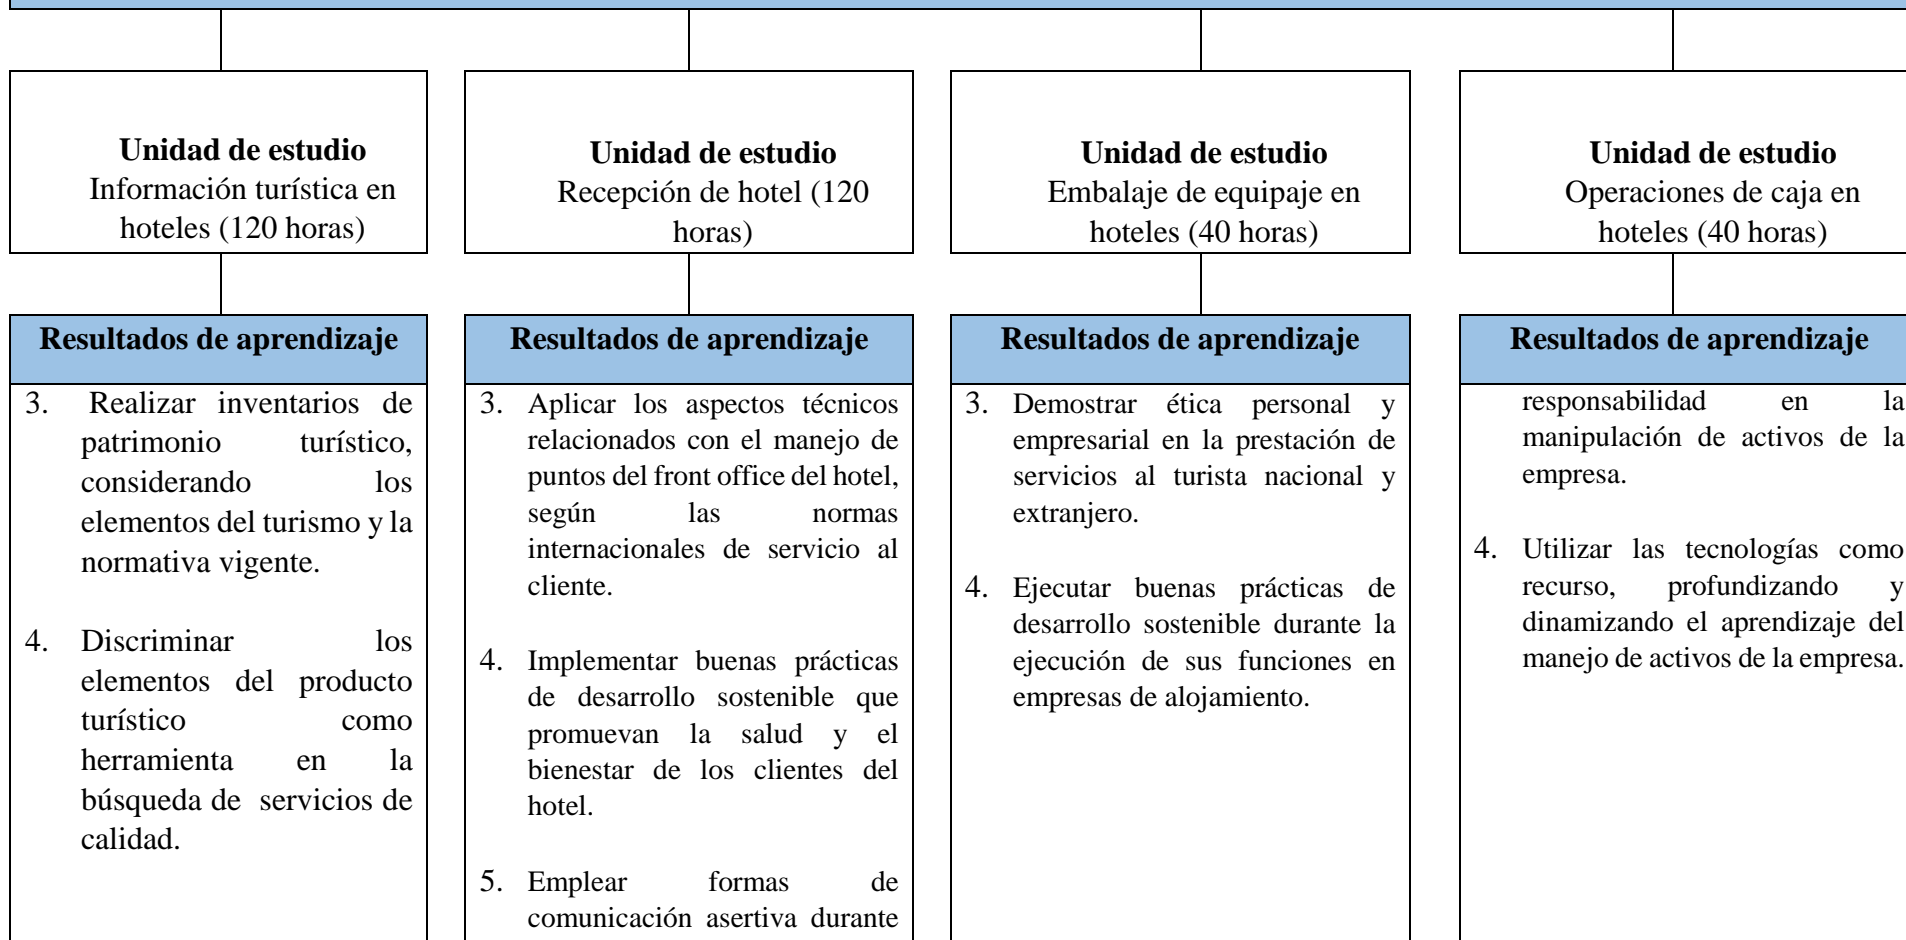 Unidad de estudio
Información turística en
hoteles (120 horas)
Unidad de estudio
Recepción de hotel (120
horas)
Unidad de estudio
Embalaje de equipaje en
hoteles (40 horas)
Unidad de estudio
Operaciones de caja en
hoteles (40 horas)
Resultados de aprendizaje
3. Realizar inventarios de
patrimonio turístico,
considerando los
elementos del turismo y la
normativa vigente.
4. Discriminar los
elementos del producto
turístico como
herramienta en la
búsqueda de servicios de
calidad.
Resultados de aprendizaje
3. Aplicar los aspectos técnicos
relacionados con el manejo de
puntos del front office del hotel,
según las normas
internacionales de servicio al
cliente.
4. Implementar buenas prácticas
de desarrollo sostenible que
promuevan la salud y el
bienestar de los clientes del
hotel.
5. Emplear formas de
comunicación asertiva durante
Resultados de aprendizaje
3. Demostrar ética personal y
empresarial en la prestación de
servicios al turista nacional y
extranjero.
4. Ejecutar buenas prácticas de
desarrollo sostenible durante la
ejecución de sus funciones en
empresas de alojamiento.
Resultados de aprendizaje
responsabilidad en la
manipulación de activos de la
empresa.
4. Utilizar las tecnologías como
recurso, profundizando y
dinamizando el aprendizaje del
manejo de activos de la empresa.